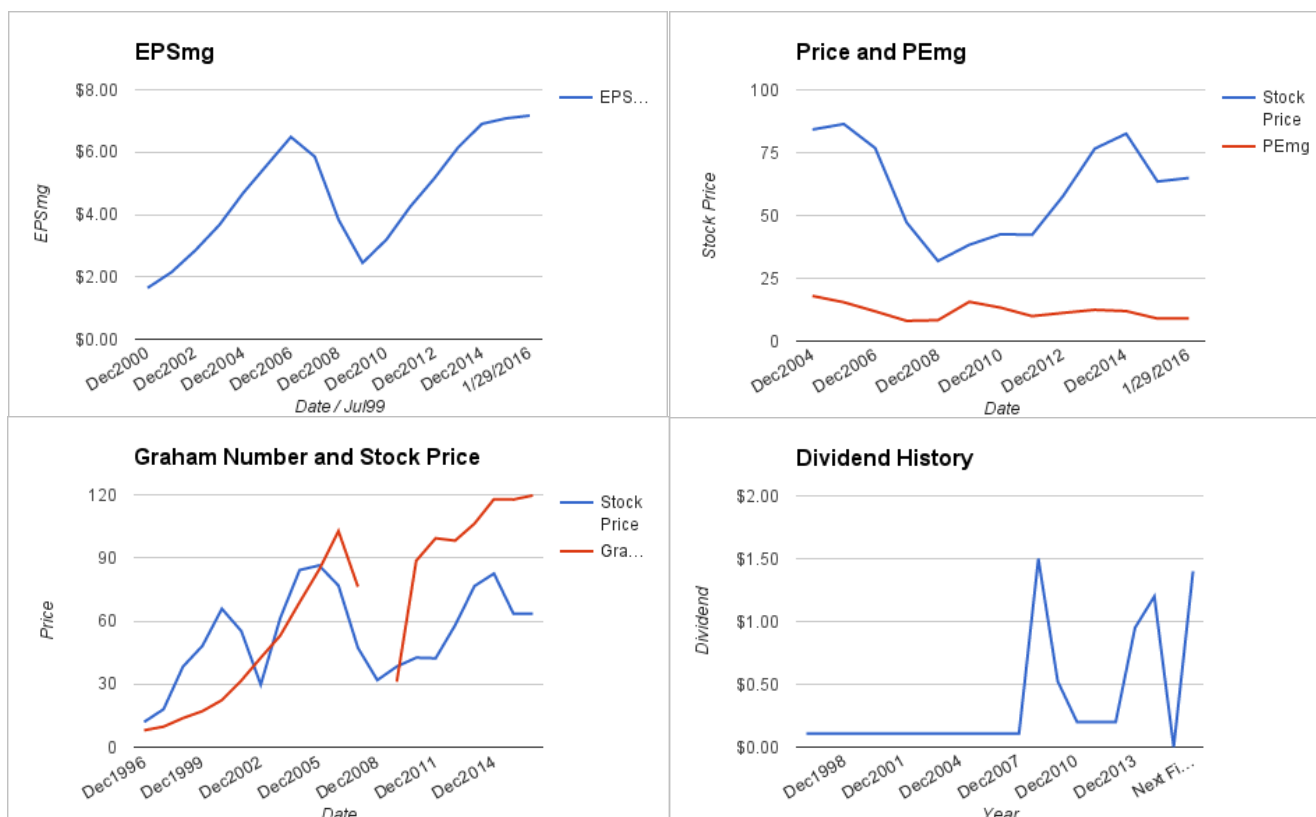 EPSmg
$8.00
$6.00
$4.00
$2.00
$0.00
EPSmg
EPS...
Dec2000
Dec2002
Dec2004
Dec2006
Dec2008
Dec2010
Dec2012
Dec2014
1/29/2016
Date / Jul99
Price and PEmg
100
75
50
25
0
Stock Price
Stock
Price
PEmg
Dec2004
Dec2006
Dec2008
Dec2010
Dec2012
Dec2014
1/29/2016
Date
Graham Number and Stock Price
120
90
60
30
0
Price
Stock
Price
Gra...
Dec1996
Dec1999
Dec2002
Dec2005
Dec2008
Dec2011
Dec2014
Date
Dividend History
$2.00
$1.50
$1.00
$0.50
$0.00
Dividend
Dec1998
Dec2001
Dec2004
Dec2007
Dec2010
Dec2013
Next Fi...
Year